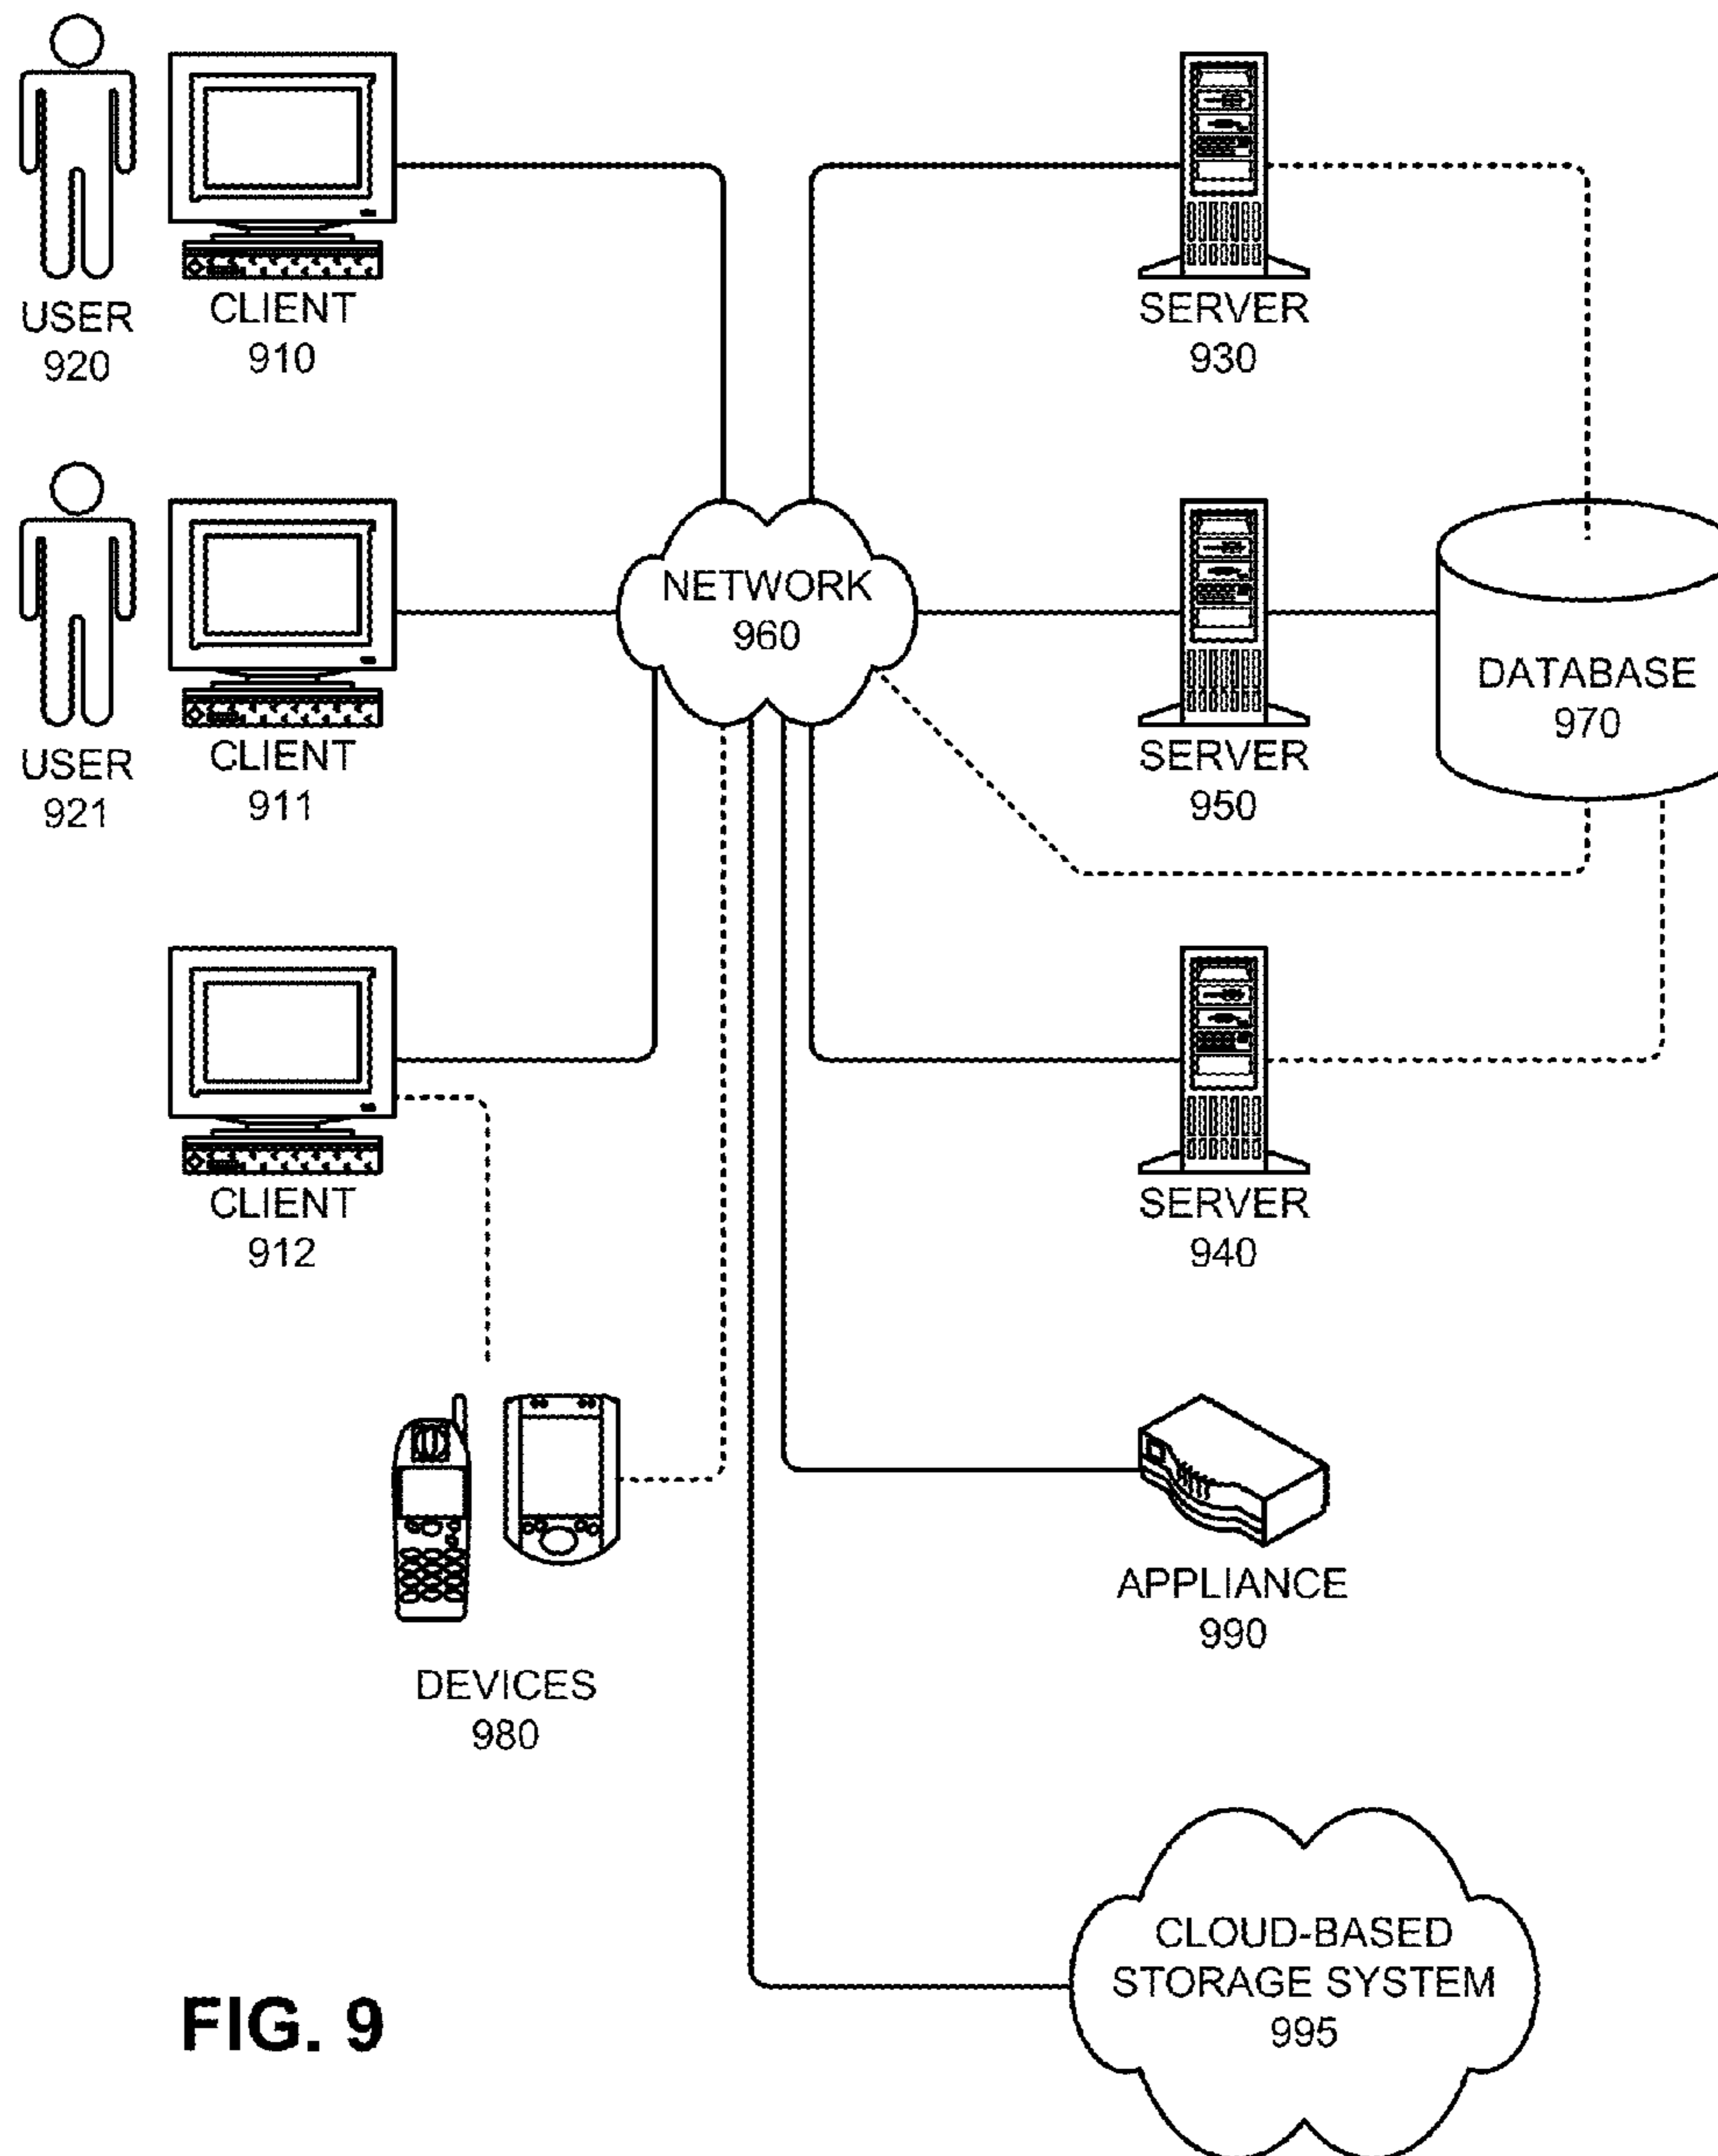 USER
920
CLIENT
910
SERVER
930
USER
921
CLIENT
911
NETWORK
960
SERVER
950
DATABASE
970
CLIENT
912
SERVER
940
DEVICES
980
APPLIANCE
990
CLOUD-BASED
STORAGE SYSTEM
995
FIG. 9